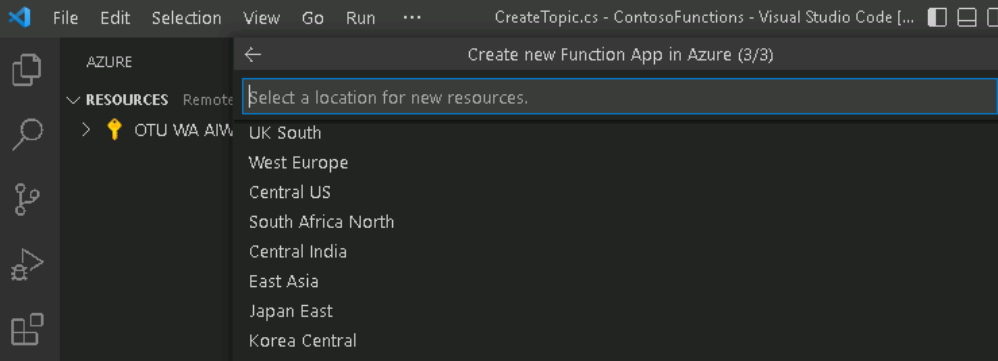 File Edit Selection View Go Run ··· CreateTopic.cs - ContosoFunctions - Visual Studio Code [...
AZURE
RESOURCES Remote
OTU WA AIW
Create new Function App in Azure (3/3)
Select a location for new resources.
UK South
West Europe
Central US
South Africa North
Central India
East Asia
Japan East
Korea Central